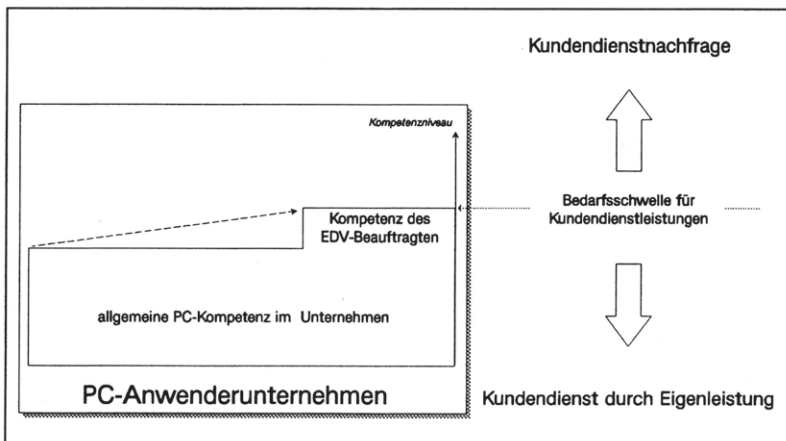 Kundendienstnachfrage
Kompetenzniveau
Bedarfsschwelle für
Kundendienstleistungen
Kompetenz des
EDV-Beauftragten
allgemeine PC-Kompetenz im Unternehmen
PC-Anwenderunternehmen
Kundendienst durch Eigenleistung